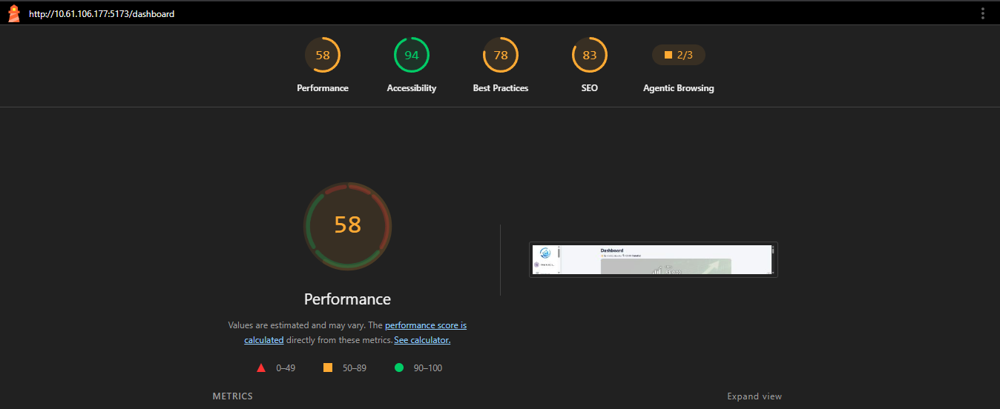 http://10.61.106.177:5173/dashboard
58
94
78
83
2/3
Performance
Accessibility
Best Practices
SEO
Agentic Browsing
58
Dashboard
Performance
Values are estimated and may vary. The performance score is
calculated directly from these metrics. See calculator.
0–49
50–89
90–100
METRICS
Expand view